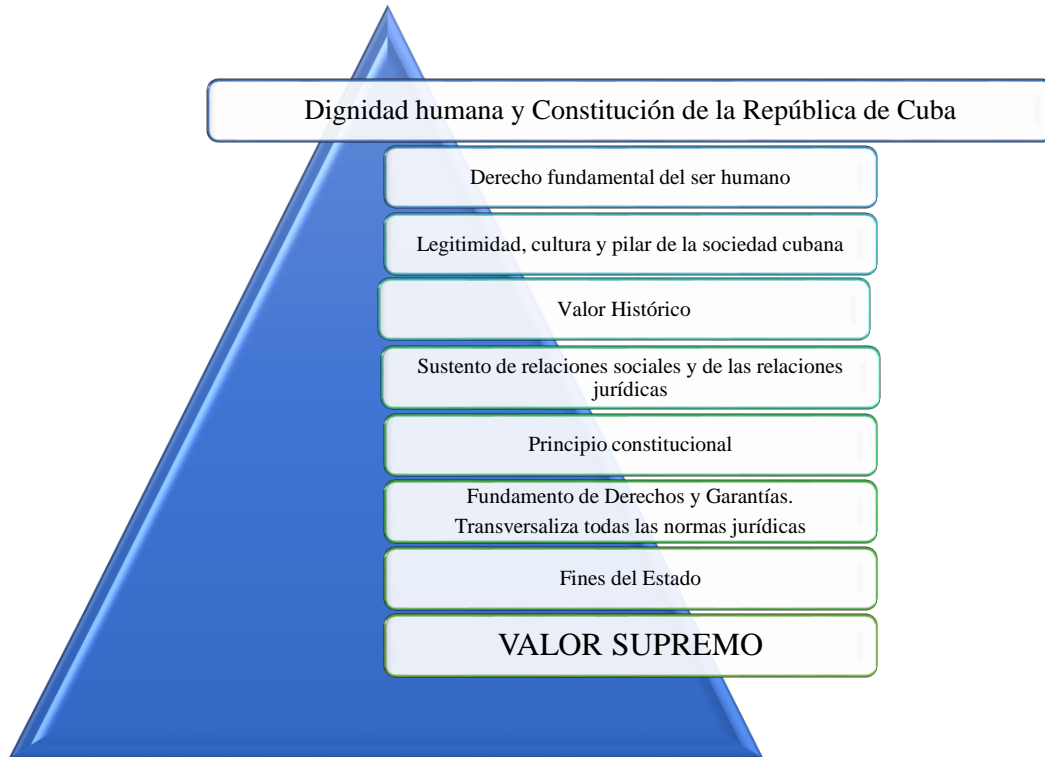 Dignidad humana y Constitución de la República de Cuba
Derecho fundamental del ser humano
Legitimidad, cultura y pilar de la sociedad cubana
Valor Histórico
Sustento de relaciones sociales y de las relaciones
jurídicas
Principio constitucional
Fundamento de Derechos y Garantías.
Transversaliza todas las normas jurídicas
Fines del Estado
VALOR SUPREMO